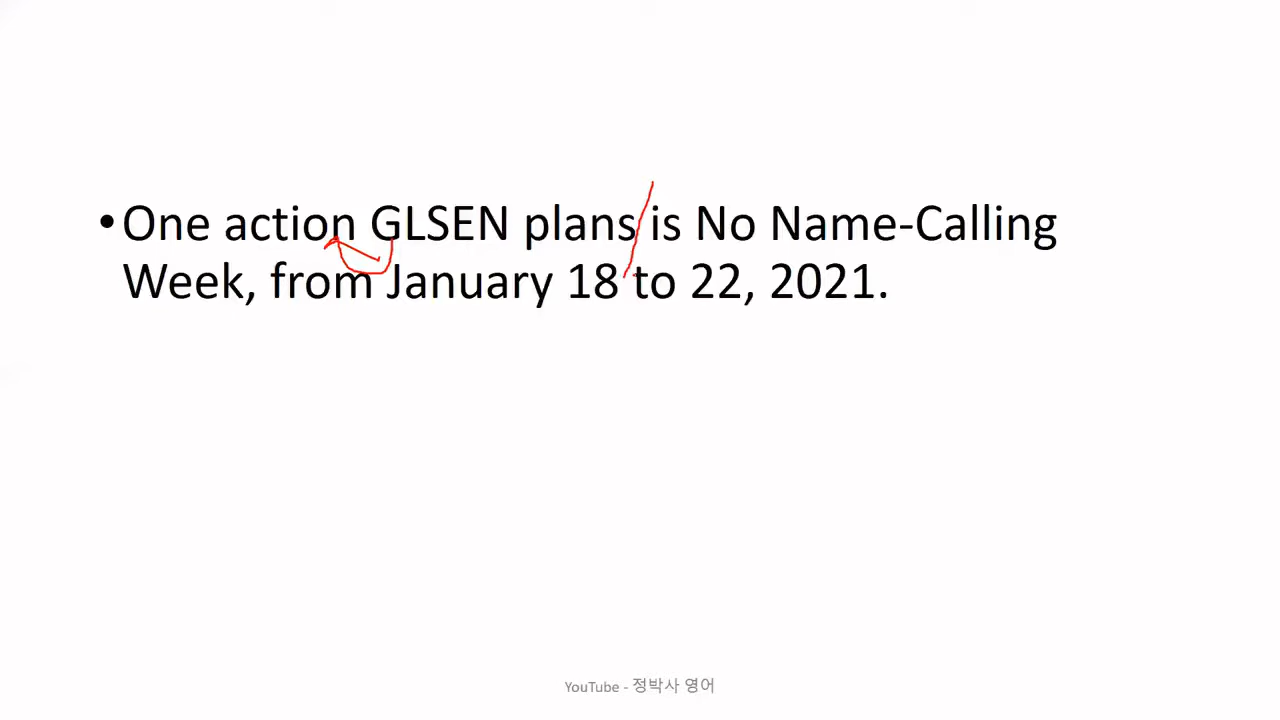 •One action GLSEN plans is No Name-Calling
Week, from January 18 to 22, 2021.
YouTube - 정박사 영어